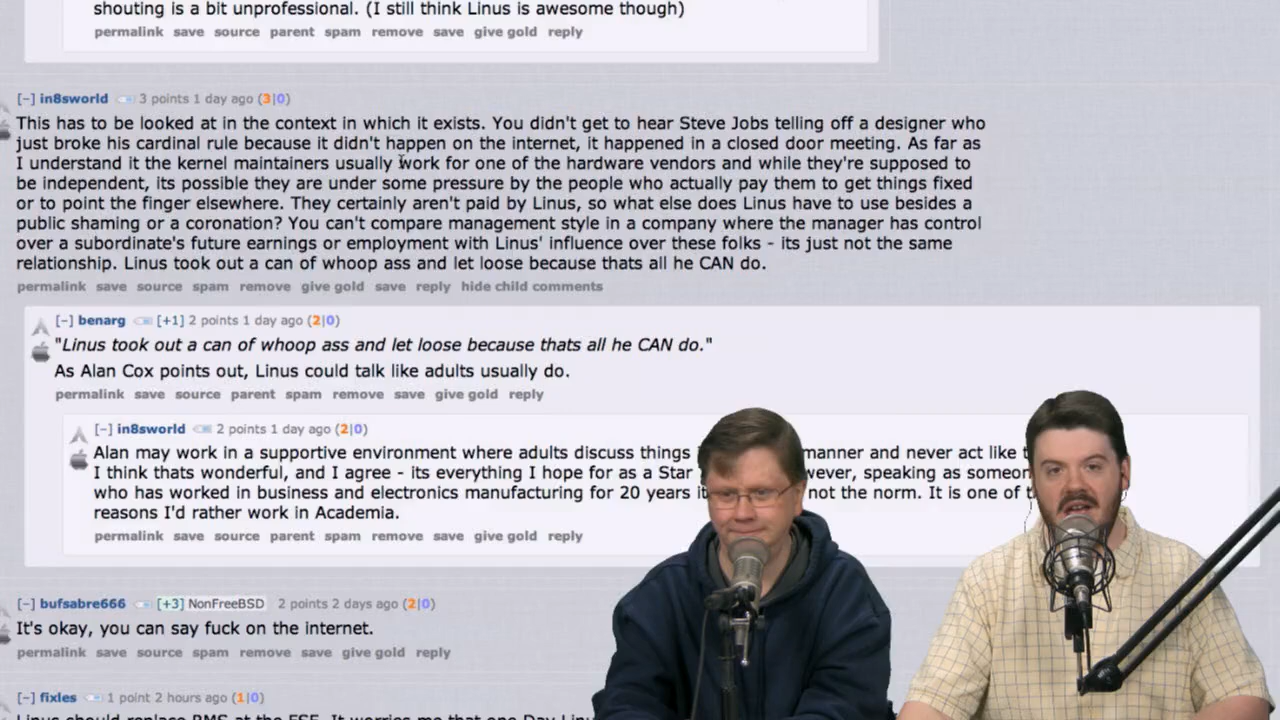 shouting is a bit unprofessional. (I still think Linus is awesome though)
permalink save source parent spam remove save give gold reply
[–] in8sworld 3 points 1 day ago (3|0)
This has to be looked at in the context in which it exists. You didn't get to hear Steve Jobs telling off a designer who
just broke his cardinal rule because it didn't happen on the internet, it happened in a closed door meeting. As far as
I understand it the kernel maintainers usually work for one of the hardware vendors and while they're supposed to
be independent, its possible they are under some pressure by the people who actually pay them to get things fixed
or to point the finger elsewhere. They certainly aren't paid by Linus, so what else does Linus have to use besides a
public shaming or a coronation? You can't compare management style in a company where the manager has control
over a subordinate's future earnings or employment with Linus' influence over these folks - its just not the same
relationship. Linus took out a can of whoop ass and let loose because thats all he CAN do.
permalink save source spam remove give gold save reply hide child comments
[–] benarg [+1] 2 points 1 day ago (2|0)
"Linus took out a can of whoop ass and let loose because thats all he CAN do."
As Alan Cox points out, Linus could talk like adults usually do.
permalink save source parent spam remove save give gold reply
[–] in8sworld 2 points 1 day ago (2|0)
Alan may work in a supportive environment where adults discuss things manner and never act like
I think thats wonderful, and I agree - its everything I hope for as a Star speaking as
who has worked in business and electronics manufacturing for 20 years not the norm. It is one of
reasons I'd rather work in Academia.
permalink save source parent spam remove save give gold reply
[–] bufsabre666 [+3] NonFreeBSD 2 points 2 days ago (2|0)
It's okay, you can say fuck on the internet.
permalink save source spam remove save give gold reply
[–] fixles 1 point 2 hours ago (1|0)
Linus should replace RMS at the FSF. It worries me that one Day